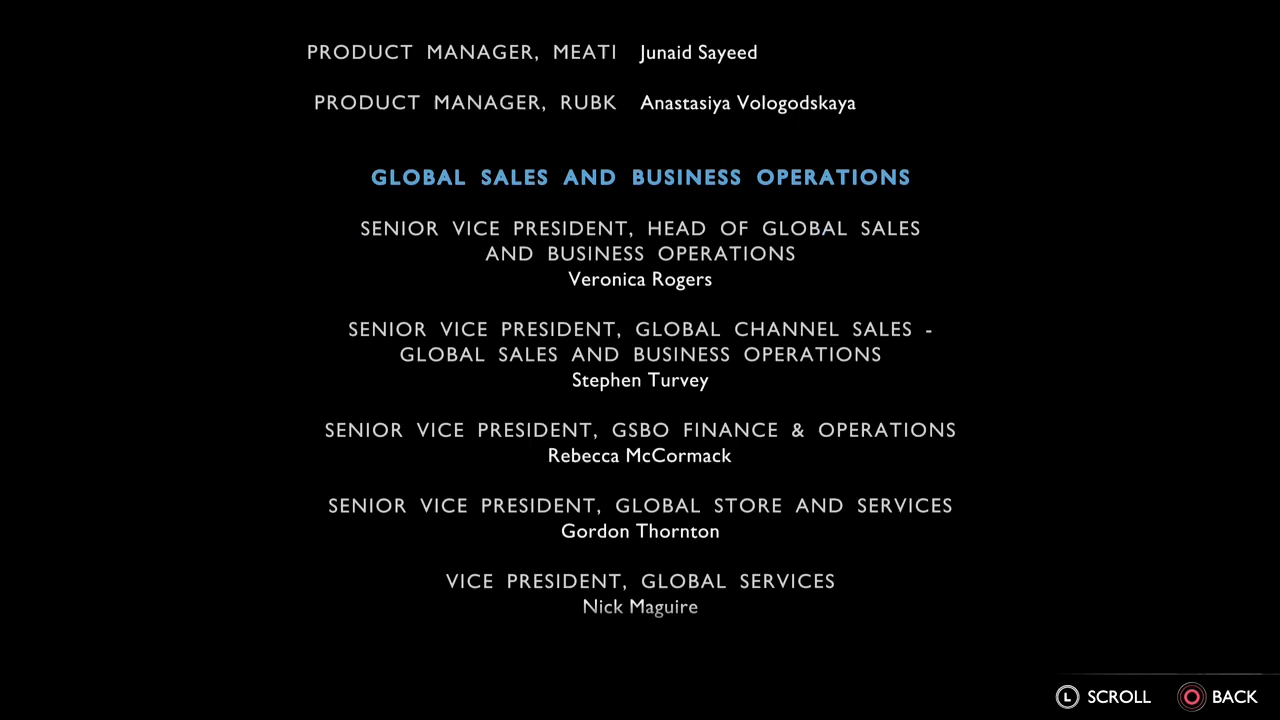 PRODUCT MANAGER, MEATI Junaid Sayeed
PRODUCT MANAGER, RUBK Anastasiya Vologodskaya
GLOBAL SALES AND BUSINESS OPERATIONS
SENIOR VICE PRESIDENT, HEAD OF GLOBAL SALES
AND BUSINESS OPERATIONS
Veronica Rogers
SENIOR VICE PRESIDENT, GLOBAL CHANNEL SALES -
GLOBAL SALES AND BUSINESS OPERATIONS
Stephen Turvey
SENIOR VICE PRESIDENT, GSBO FINANCE & OPERATIONS
Rebecca McCormack
SENIOR VICE PRESIDENT, GLOBAL STORE AND SERVICES
Gordon Thornton
VICE PRESIDENT, GLOBAL SERVICES
Nick Maguire
L SCROLL BACK